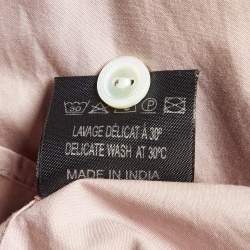 LAVAGE DÉLICAT À 30°
DELICATE WASH AT 30°C
MADE IN INDIA